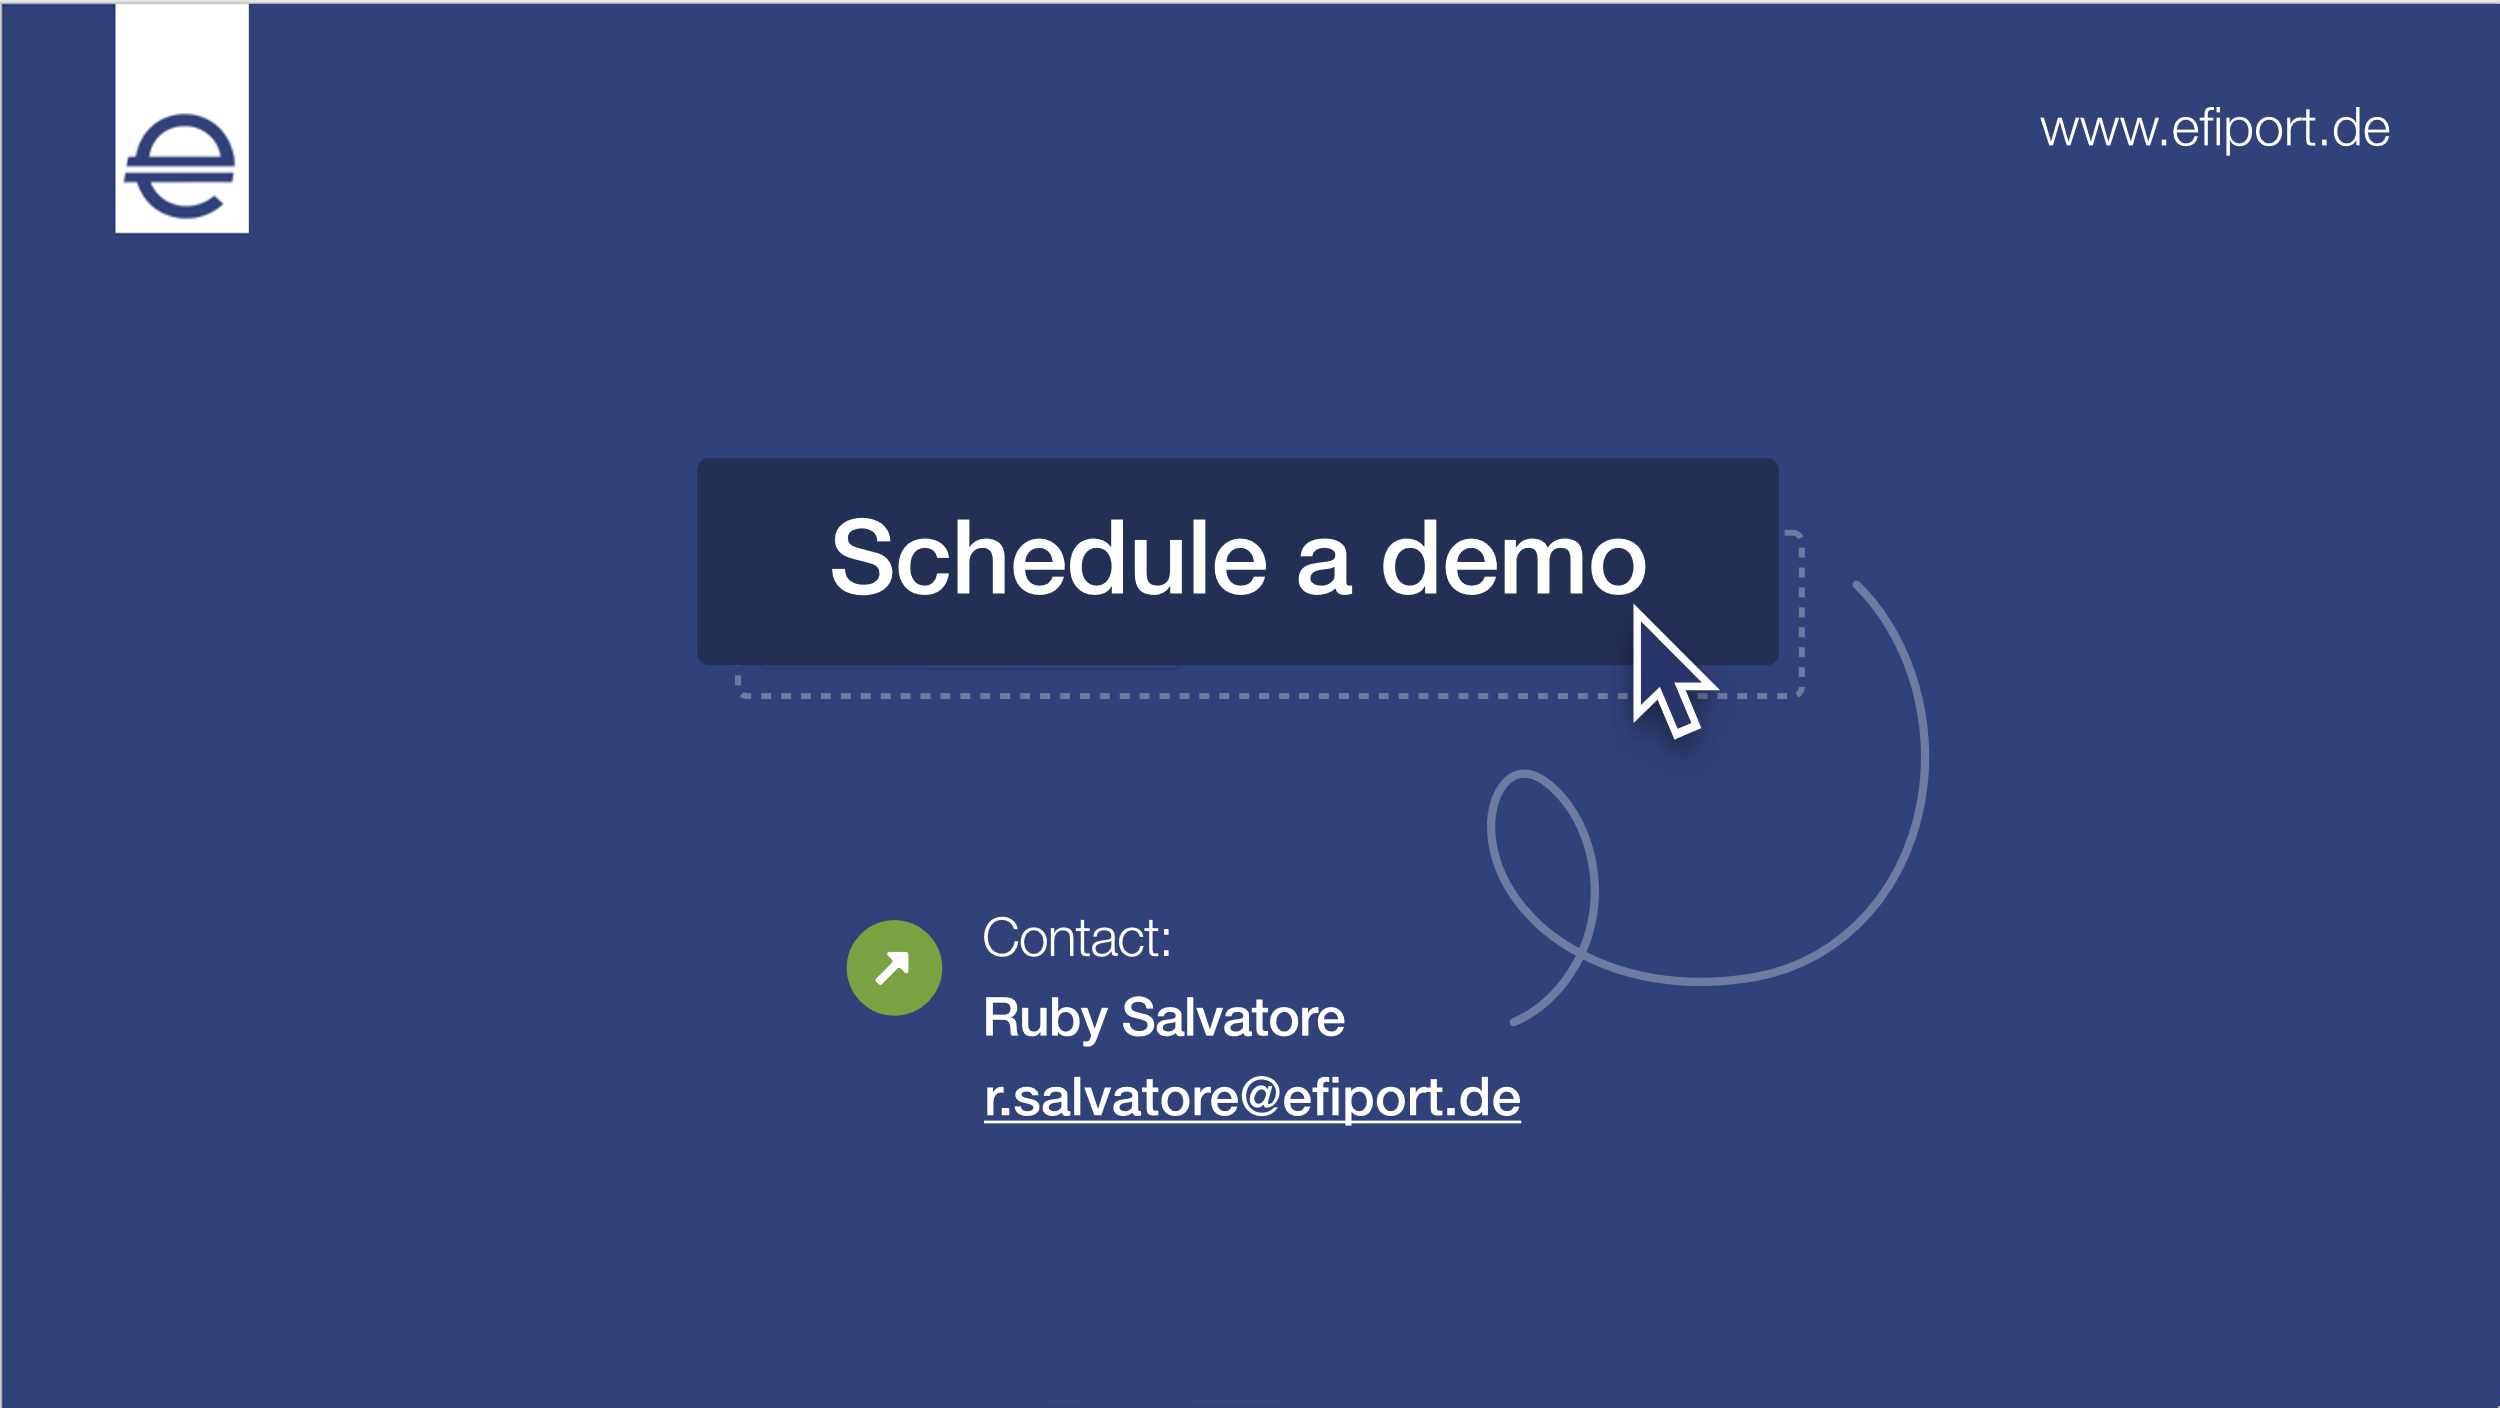 www.efiport.de
Schedule a demo
Contact:
Ruby Salvatore
r.salvatore@efiport.de